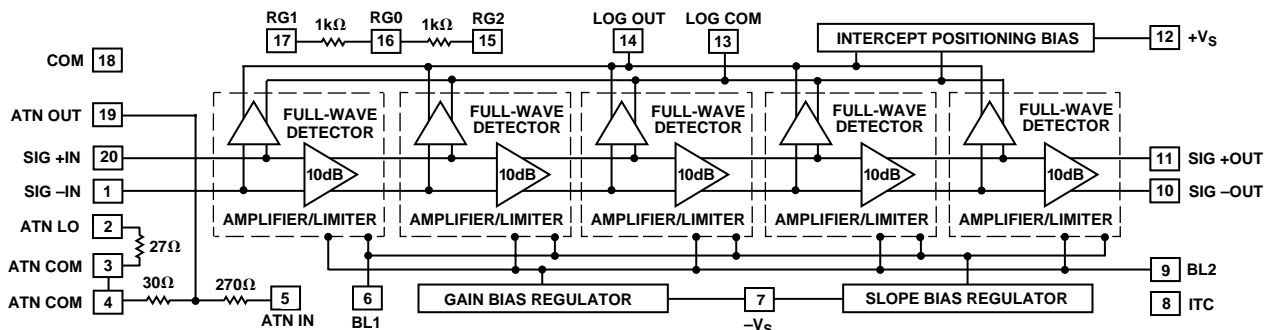 RG1 1kΩ RG0 1kΩ RG2 LOG OUT LOG COM
17 16 15 14 13 INTERCEPT POSITIONING BIAS 12 +VS
COM 18
ATN OUT 19
FULL-WAVE DETECTOR
FULL-WAVE DETECTOR
FULL-WAVE DETECTOR
FULL-WAVE DETECTOR
FULL-WAVE DETECTOR
SIG +IN 20 11 SIG +OUT
10dB 10dB 10dB 10dB 10dB
SIG –IN 1 10 SIG –OUT
AMPLIFIER/LIMITER AMPLIFIER/LIMITER AMPLIFIER/LIMITER AMPLIFIER/LIMITER AMPLIFIER/LIMITER
ATN LO 2
27Ω
ATN COM 3 9 BL2
30Ω 270Ω
ATN COM 4 5 6 GAIN BIAS REGULATOR 7 SLOPE BIAS REGULATOR 8 ITC
ATN IN BL1 –VS